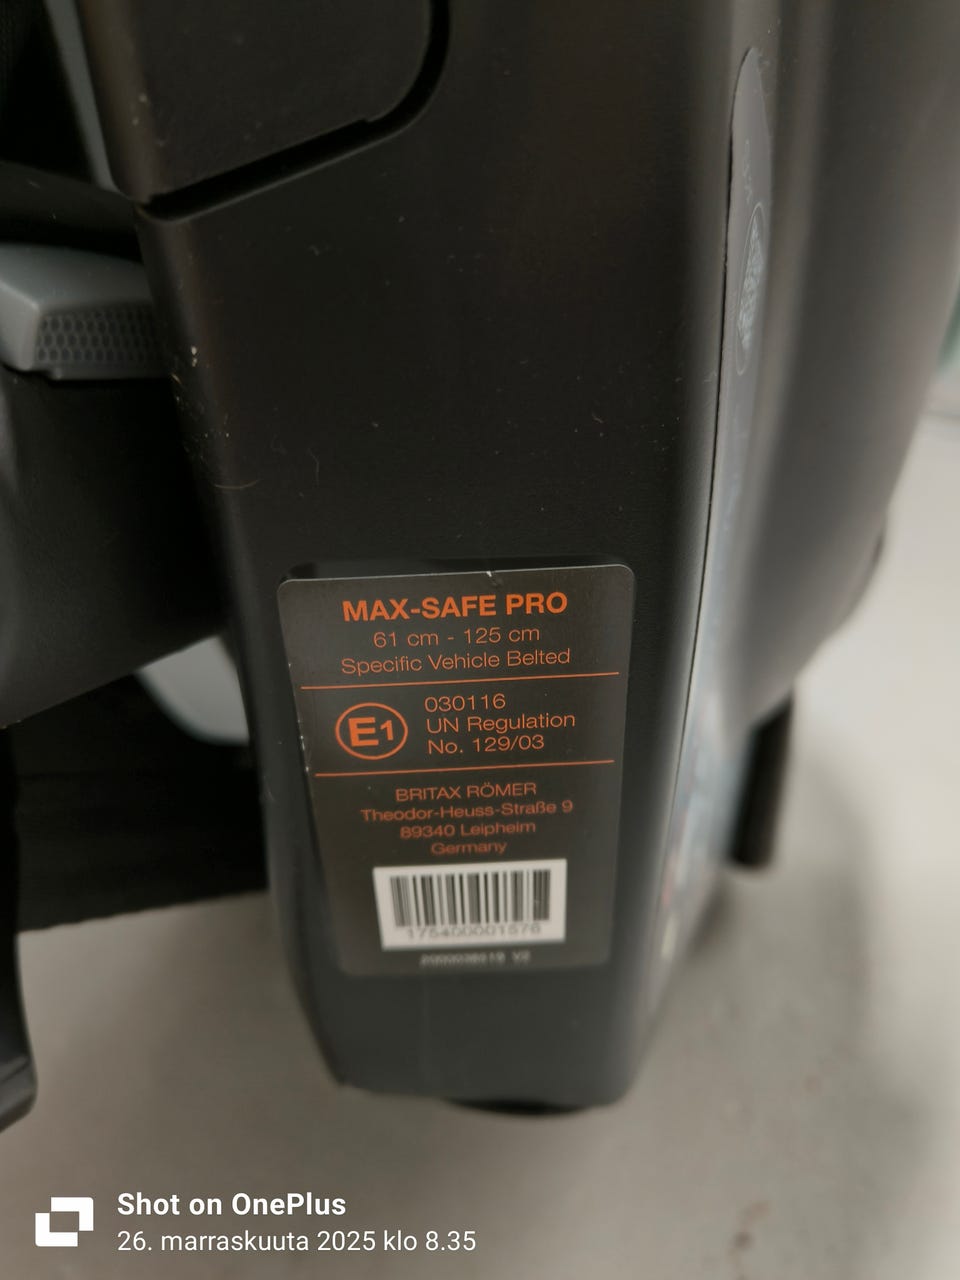 MAX-SAFE PRO
61 cm - 125 cm
Specific Vehicle Belted
E1
030116
UN Regulation
No. 129/03
BRITAX RÖMER
Theodor-Heuss-Straße 9
89340 Leipheim
Germany
Shot on OnePlus
26. marraskuuta 2025 klo 8.35